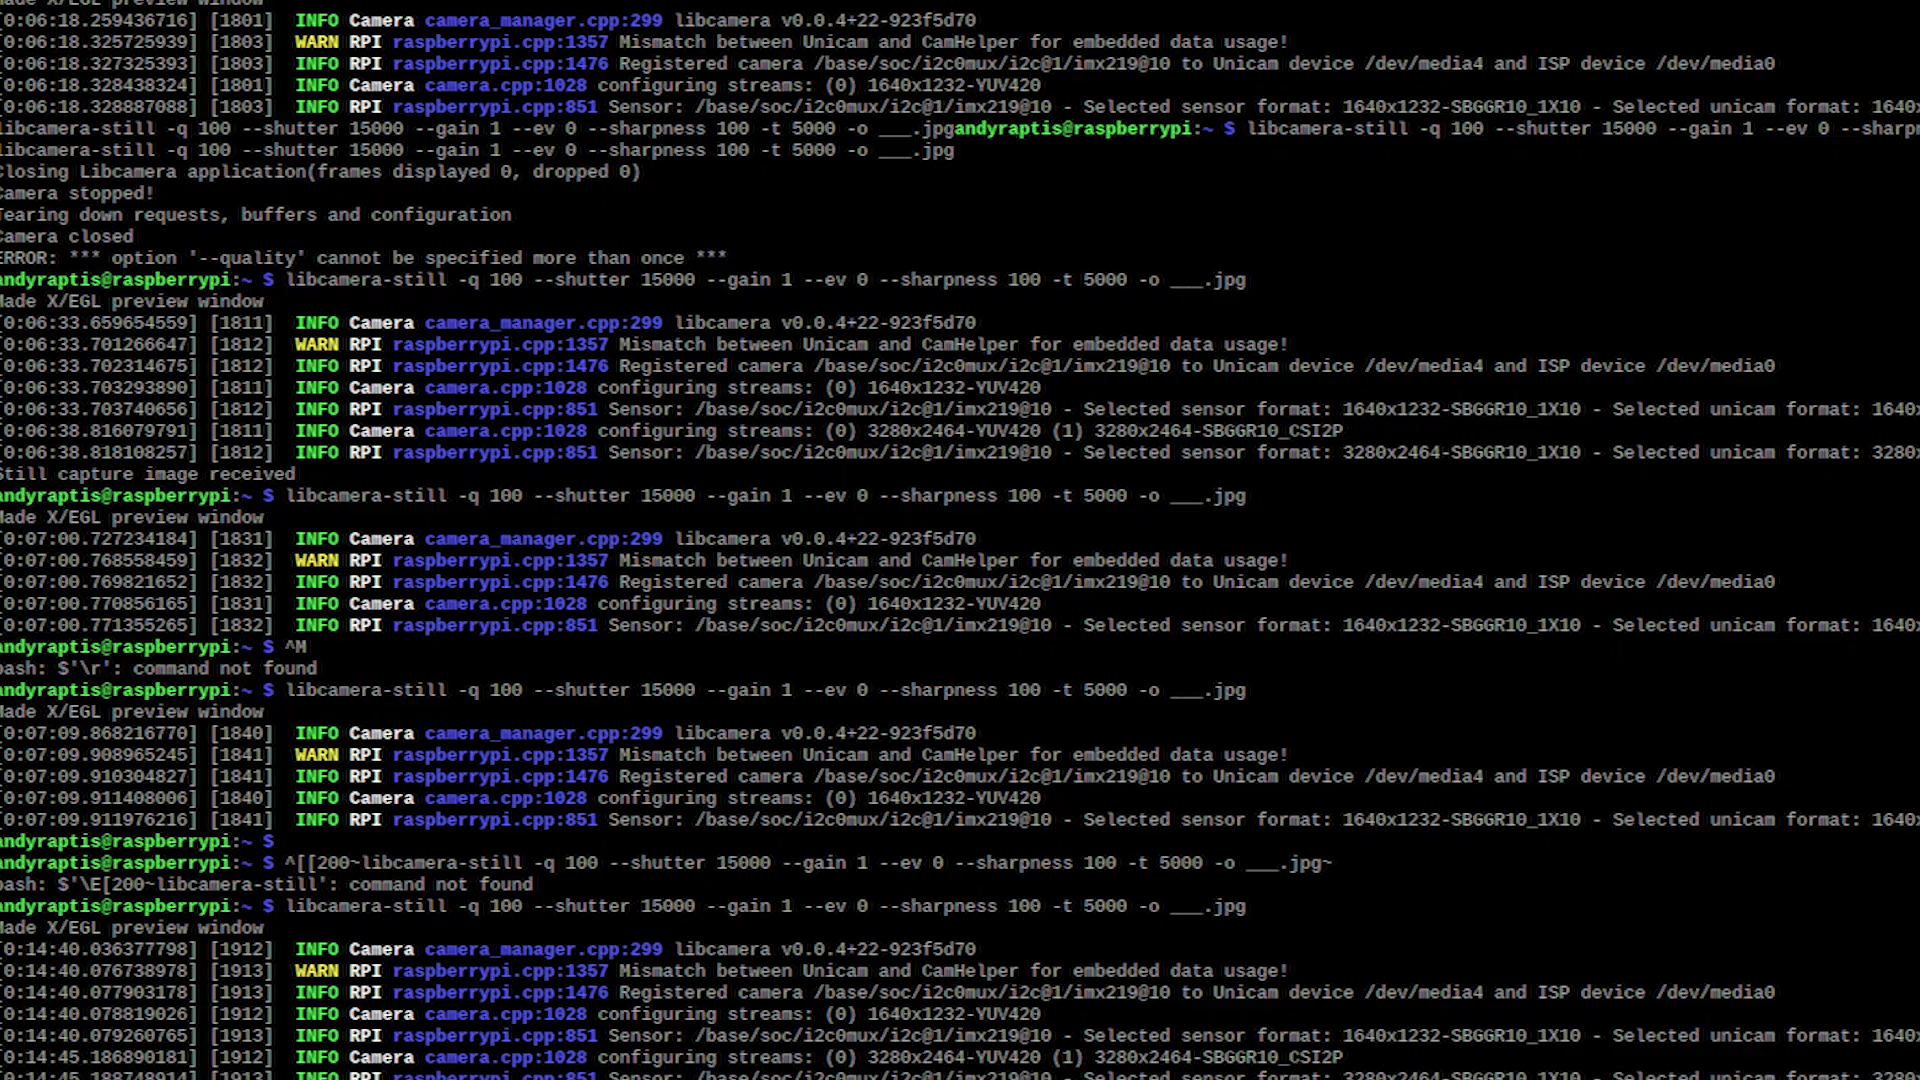 Made X/EGL preview window
[0:06:18.259436716] [1801]  INFO Camera camera_manager.cpp:299 libcamera v0.0.4+22-923f5d70
[0:06:18.325725939] [1803]  WARN RPI raspberrypi.cpp:1357 Mismatch between Unicam and CamHelper for embedded data usage!
[0:06:18.327325393] [1803]  INFO RPI raspberrypi.cpp:1476 Registered camera /base/soc/i2c0mux/i2c@1/imx219@10 to Unicam device /dev/media4 and ISP device /dev/media0
[0:06:18.328438324] [1801]  INFO Camera camera.cpp:1028 configuring streams: (0) 1640x1232-YUV420
[0:06:18.328887088] [1803]  INFO RPI raspberrypi.cpp:851 Sensor: /base/soc/i2c0mux/i2c@1/imx219@10 - Selected sensor format: 1640x1232-SBGGR10_1X10 - Selected unicam format: 1640x
libcamera-still -q 100 --shutter 15000 --gain 1 --ev 0 --sharpness 100 -t 5000 -o ___.jpgandyraptis@raspberrypi:~ $ libcamera-still -q 100 --shutter 15000 --gain 1 --ev 0 --sharpn
libcamera-still -q 100 --shutter 15000 --gain 1 --ev 0 --sharpness 100 -t 5000 -o ___.jpg
Closing Libcamera application(frames displayed 0, dropped 0)
Camera stopped!
Tearing down requests, buffers and configuration
Camera closed
ERROR: *** option '--quality' cannot be specified more than once ***
andyraptis@raspberrypi:~ $ libcamera-still -q 100 --shutter 15000 --gain 1 --ev 0 --sharpness 100 -t 5000 -o ___.jpg
Made X/EGL preview window
[0:06:33.659654559] [1811]  INFO Camera camera_manager.cpp:299 libcamera v0.0.4+22-923f5d70
[0:06:33.701266647] [1812]  WARN RPI raspberrypi.cpp:1357 Mismatch between Unicam and CamHelper for embedded data usage!
[0:06:33.702314675] [1812]  INFO RPI raspberrypi.cpp:1476 Registered camera /base/soc/i2c0mux/i2c@1/imx219@10 to Unicam device /dev/media4 and ISP device /dev/media0
[0:06:33.703293890] [1811]  INFO Camera camera.cpp:1028 configuring streams: (0) 1640x1232-YUV420
[0:06:33.703740656] [1812]  INFO RPI raspberrypi.cpp:851 Sensor: /base/soc/i2c0mux/i2c@1/imx219@10 - Selected sensor format: 1640x1232-SBGGR10_1X10 - Selected unicam format: 1640x
[0:06:38.816079791] [1811]  INFO Camera camera.cpp:1028 configuring streams: (0) 3280x2464-YUV420 (1) 3280x2464-SBGGR10_CSI2P
[0:06:38.818108257] [1812]  INFO RPI raspberrypi.cpp:851 Sensor: /base/soc/i2c0mux/i2c@1/imx219@10 - Selected sensor format: 3280x2464-SBGGR10_1X10 - Selected unicam format: 3280x
Still capture image received
andyraptis@raspberrypi:~ $ libcamera-still -q 100 --shutter 15000 --gain 1 --ev 0 --sharpness 100 -t 5000 -o ___.jpg
Made X/EGL preview window
[0:07:00.727234184] [1831]  INFO Camera camera_manager.cpp:299 libcamera v0.0.4+22-923f5d70
[0:07:00.768558459] [1832]  WARN RPI raspberrypi.cpp:1357 Mismatch between Unicam and CamHelper for embedded data usage!
[0:07:00.769821652] [1832]  INFO RPI raspberrypi.cpp:1476 Registered camera /base/soc/i2c0mux/i2c@1/imx219@10 to Unicam device /dev/media4 and ISP device /dev/media0
[0:07:00.770856165] [1831]  INFO Camera camera.cpp:1028 configuring streams: (0) 1640x1232-YUV420
[0:07:00.771355265] [1832]  INFO RPI raspberrypi.cpp:851 Sensor: /base/soc/i2c0mux/i2c@1/imx219@10 - Selected sensor format: 1640x1232-SBGGR10_1X10 - Selected unicam format: 1640x
andyraptis@raspberrypi:~ $ ^M
bash: $'\r': command not found
andyraptis@raspberrypi:~ $ libcamera-still -q 100 --shutter 15000 --gain 1 --ev 0 --sharpness 100 -t 5000 -o ___.jpg
Made X/EGL preview window
[0:07:09.868216770] [1840]  INFO Camera camera_manager.cpp:299 libcamera v0.0.4+22-923f5d70
[0:07:09.908965245] [1841]  WARN RPI raspberrypi.cpp:1357 Mismatch between Unicam and CamHelper for embedded data usage!
[0:07:09.910304827] [1841]  INFO RPI raspberrypi.cpp:1476 Registered camera /base/soc/i2c0mux/i2c@1/imx219@10 to Unicam device /dev/media4 and ISP device /dev/media0
[0:07:09.911408006] [1840]  INFO Camera camera.cpp:1028 configuring streams: (0) 1640x1232-YUV420
[0:07:09.911976216] [1841]  INFO RPI raspberrypi.cpp:851 Sensor: /base/soc/i2c0mux/i2c@1/imx219@10 - Selected sensor format: 1640x1232-SBGGR10_1X10 - Selected unicam format: 1640x
andyraptis@raspberrypi:~ $
andyraptis@raspberrypi:~ $ ^[[200~libcamera-still -q 100 --shutter 15000 --gain 1 --ev 0 --sharpness 100 -t 5000 -o ___.jpg~
bash: $'\E[200~libcamera-still': command not found
andyraptis@raspberrypi:~ $ libcamera-still -q 100 --shutter 15000 --gain 1 --ev 0 --sharpness 100 -t 5000 -o ___.jpg
Made X/EGL preview window
[0:14:40.036377798] [1912]  INFO Camera camera_manager.cpp:299 libcamera v0.0.4+22-923f5d70
[0:14:40.076738978] [1913]  WARN RPI raspberrypi.cpp:1357 Mismatch between Unicam and CamHelper for embedded data usage!
[0:14:40.077903178] [1913]  INFO RPI raspberrypi.cpp:1476 Registered camera /base/soc/i2c0mux/i2c@1/imx219@10 to Unicam device /dev/media4 and ISP device /dev/media0
[0:14:40.078819026] [1912]  INFO Camera camera.cpp:1028 configuring streams: (0) 1640x1232-YUV420
[0:14:40.079260765] [1913]  INFO RPI raspberrypi.cpp:851 Sensor: /base/soc/i2c0mux/i2c@1/imx219@10 - Selected sensor format: 1640x1232-SBGGR10_1X10 - Selected unicam format: 1640x
[0:14:45.186890181] [1912]  INFO Camera camera.cpp:1028 configuring streams: (0) 3280x2464-YUV420 (1) 3280x2464-SBGGR10_CSI2P
[0:14:45.188748914] [1913]  INFO RPI raspberrypi.cpp:851 Sensor: /base/soc/i2c0mux/i2c@1/imx219@10 - Selected sensor format: 3280x2464-SBGGR10_1X10 - Selected unicam format: 3280x